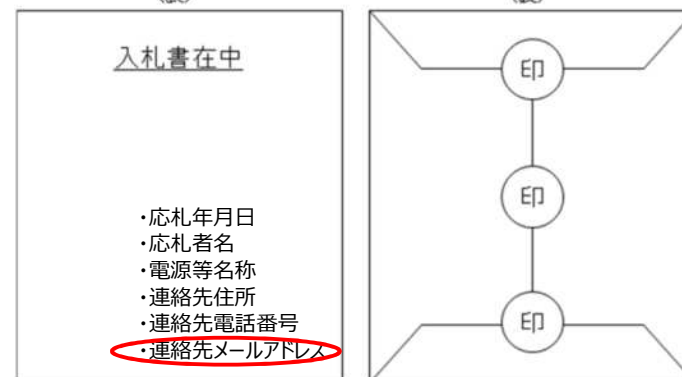 入札書在中
・応札年月日
・応札者名
・電源等名称
・連絡先住所
・連絡先電話番号
・連絡先メールアドレス
印
印
印